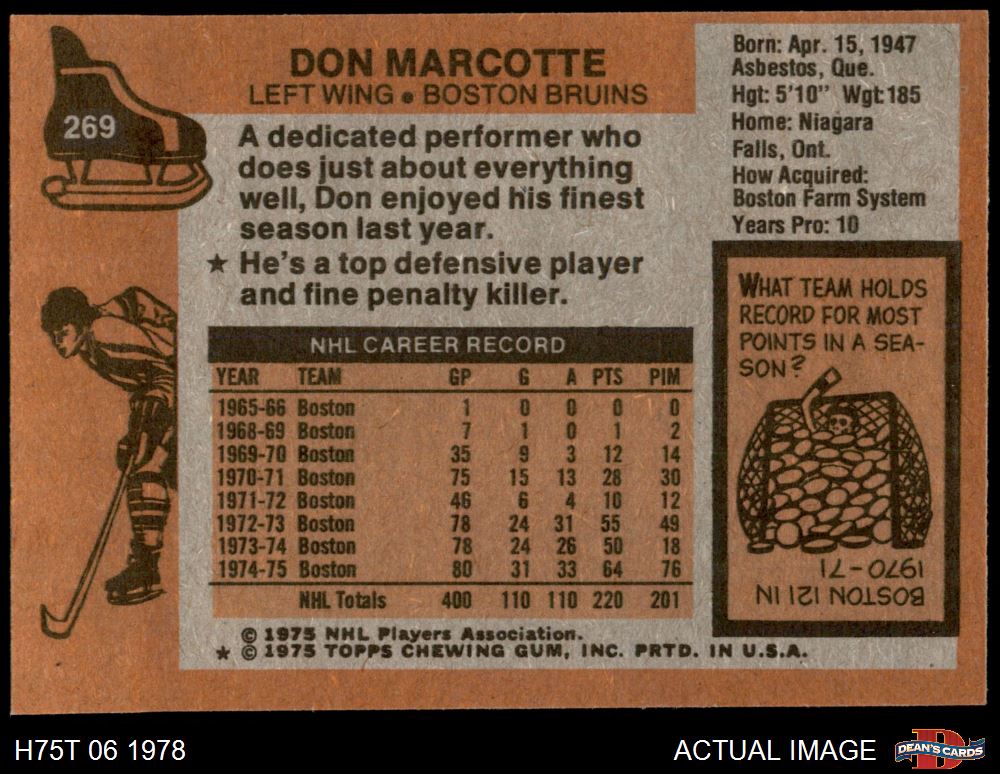 269
DON MARCOTTE
LEFT WING • BOSTON BRUINS
Born: Apr. 15, 1947
Asbestos, Que.
Hgt: 5'10" Wgt:185
Home: Niagara
Falls, Ont.
How Acquired:
Boston Farm System
Years Pro: 10
A dedicated performer who
does just about everything
well, Don enjoyed his finest
season last year.
★ He's a top defensive player
and fine penalty killer.
NHL CAREER RECORD
YEAR TEAM GP G A PTS PIM
1965-66 Boston 1 0 0 0 0
1968-69 Boston 7 1 0 1 2
1969-70 Boston 35 9 3 12 14
1970-71 Boston 75 15 13 28 30
1971-72 Boston 46 6 4 10 12
1972-73 Boston 78 24 31 55 49
1973-74 Boston 78 24 26 50 18
1974-75 Boston 80 31 33 64 76
NHL Totals 400 110 110 220 201
WHAT TEAM HOLDS
RECORD FOR MOST
POINTS IN A SEA-
SON?
BOSTON 121 IN
1970-71
© 1975 NHL Players Association.
★ © 1975 TOPPS CHEWING GUM, INC. PRTD. IN U.S.A.
H75T 06 1978
ACTUAL IMAGE
DEAN'S CARDS